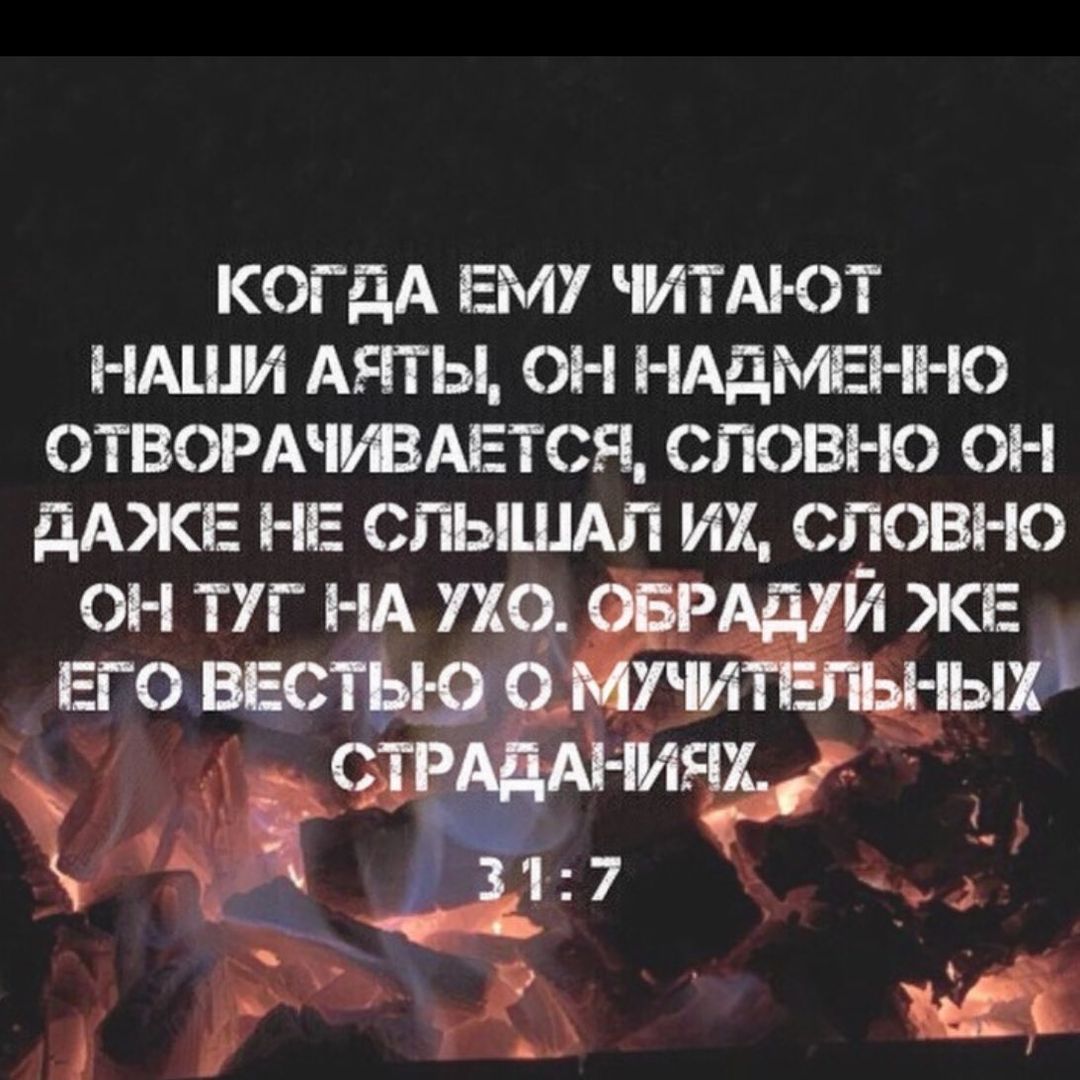 КОГДА ЕМУ ЧИТАЮТ
НАШИ АЯТЫ, ОН НАДМЕННО
ОТВОРАЧИВАЕТСЯ, СЛОВНО ОН
ДАЖЕ НЕ СЛЫШАЛ ИХ, СЛОВНО
ОН ТУГ НА УХО. ОБРАДУЙ ЖЕ
ЕГО ВЕСТЬЮ О МУЧИТЕЛЬНЫХ
СТРАДАНИЯХ.
31:7